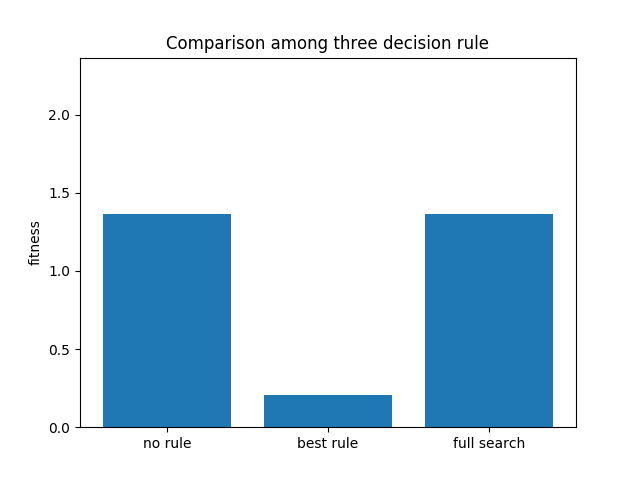 Comparison among three decision rule
fitness
2.0
1.5
1.0
0.5
0.0
no rule
best rule
full search